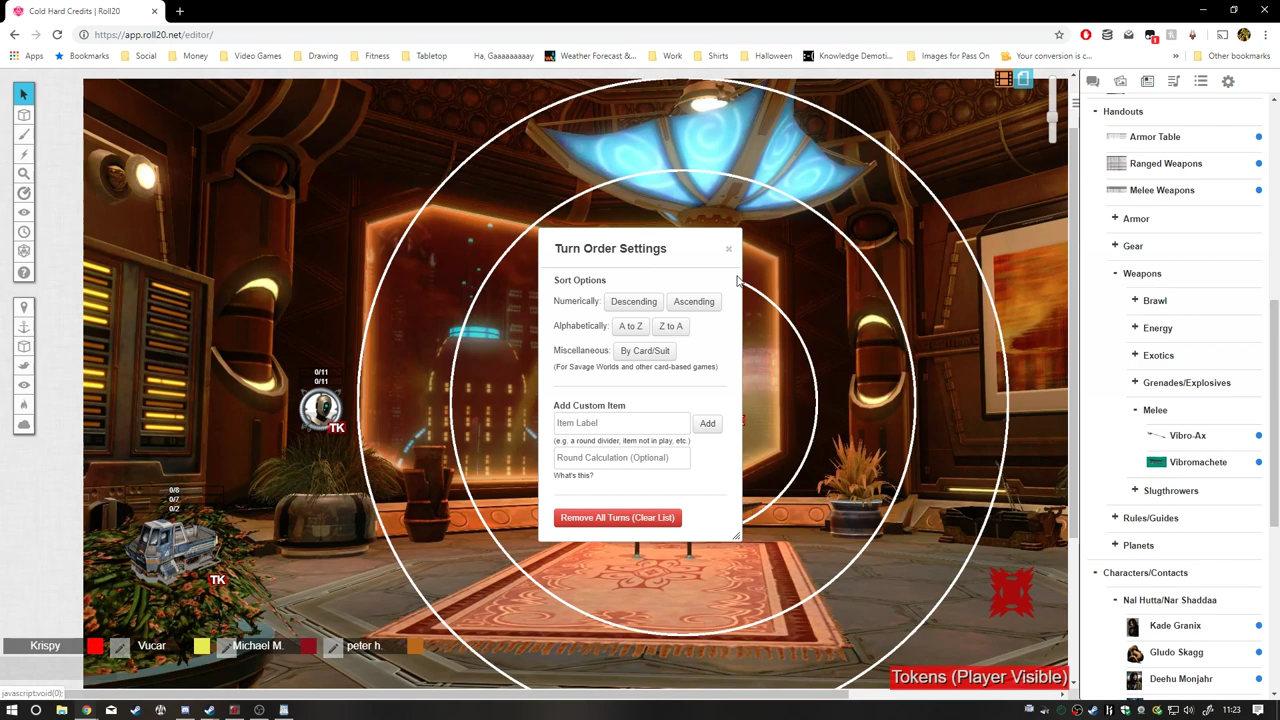 Cold Hard Credits | Roll20
https://app.roll20.net/editor/
Apps Bookmarks Social Money Video Games Drawing Fitness Tabletop Ha, Gaaaaaaaay Weather Forecast &... Work Shirts Halloween Knowledge Demoti... Images for Pass On Your conversion is c... » Other bookmarks
Handouts
Armor Table
Ranged Weapons
Melee Weapons
Armor
Gear
Weapons
Brawl
Energy
Exotics
Grenades/Explosives
Melee
Vibro-Ax
Vibromachete
Slugthrowers
Rules/Guides
Planets
Characters/Contacts
Nal Hutta/Nar Shaddaa
Kade Granix
Gludo Skagg
Deehu Monjahr
Turn Order Settings
Sort Options
Numerically: Descending Ascending
Alphabetically: A to Z Z to A
Miscellaneous: By Card/Suit
(For Savage Worlds and other card-based games)
Add Custom Item
Item Label Add
(e.g. a round divider, item not in play, etc.)
Round Calculation (Optional)
What's this?
Remove All Turns (Clear List)
0/11
0/11
TK
0/8
0/7
0/2
TK
Krispy Vucar Michael M. peter h.
Tokens (Player Visible)
javascript:void(0);
11:23